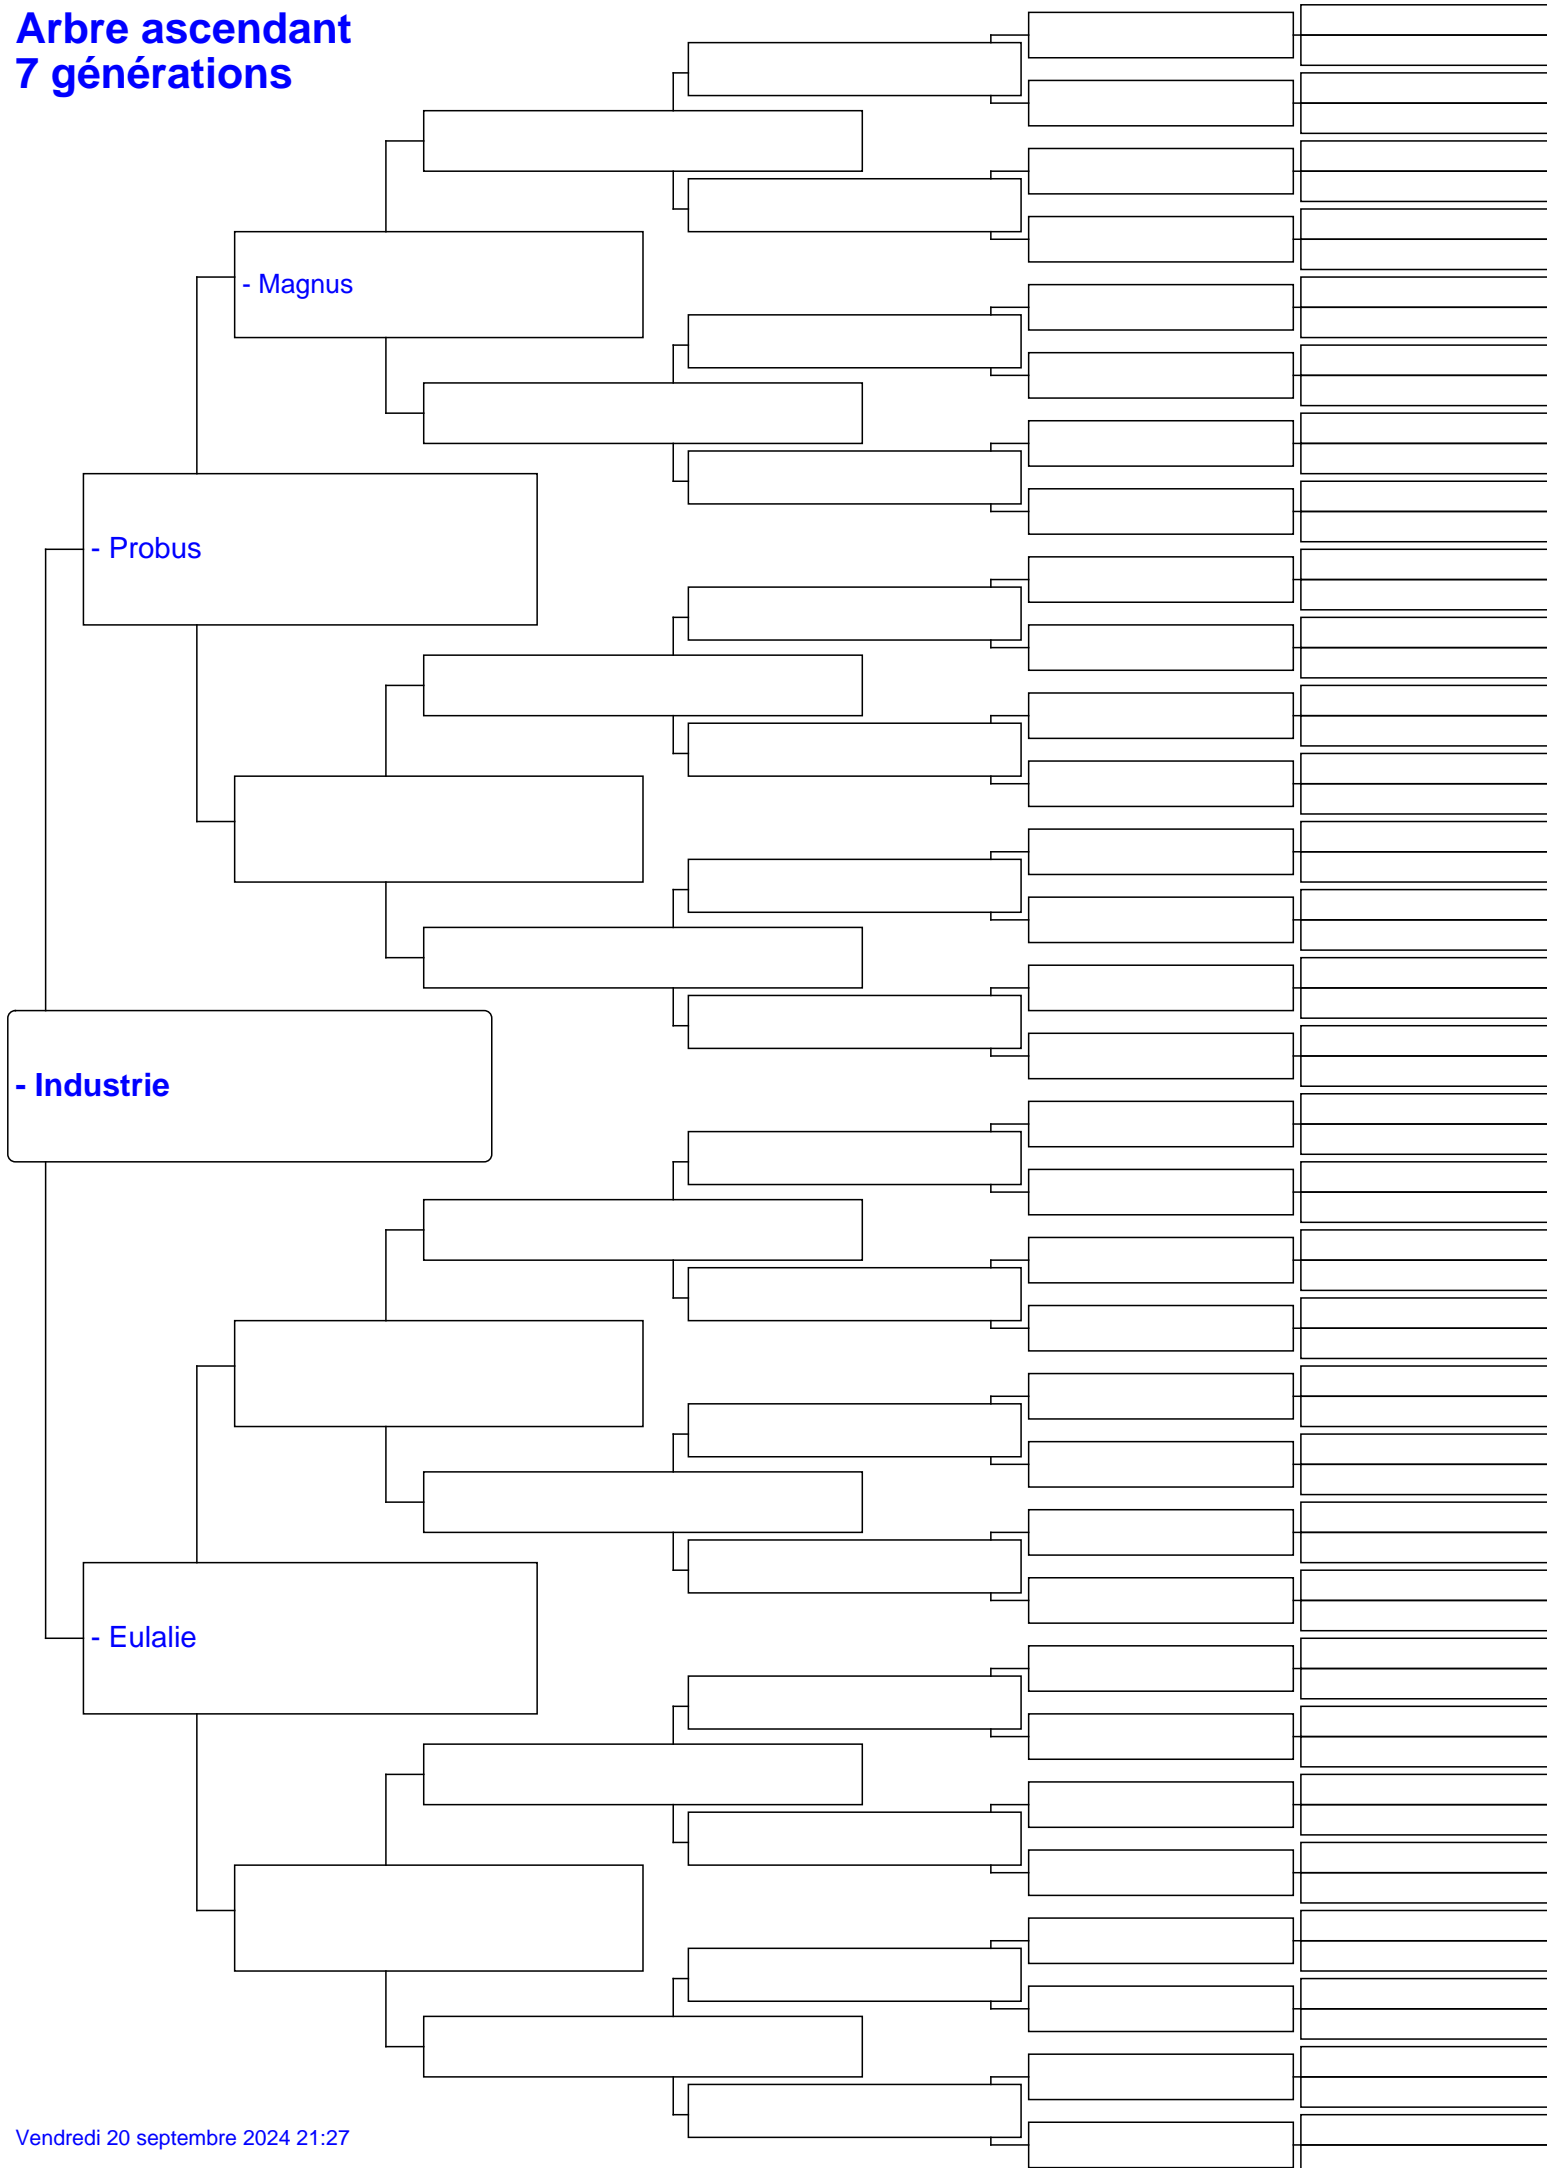 Arbre ascendant
7 générations
- Magnus
- Probus
- Industrie
- Eulalie
Vendredi 20 septembre 2024 21:27